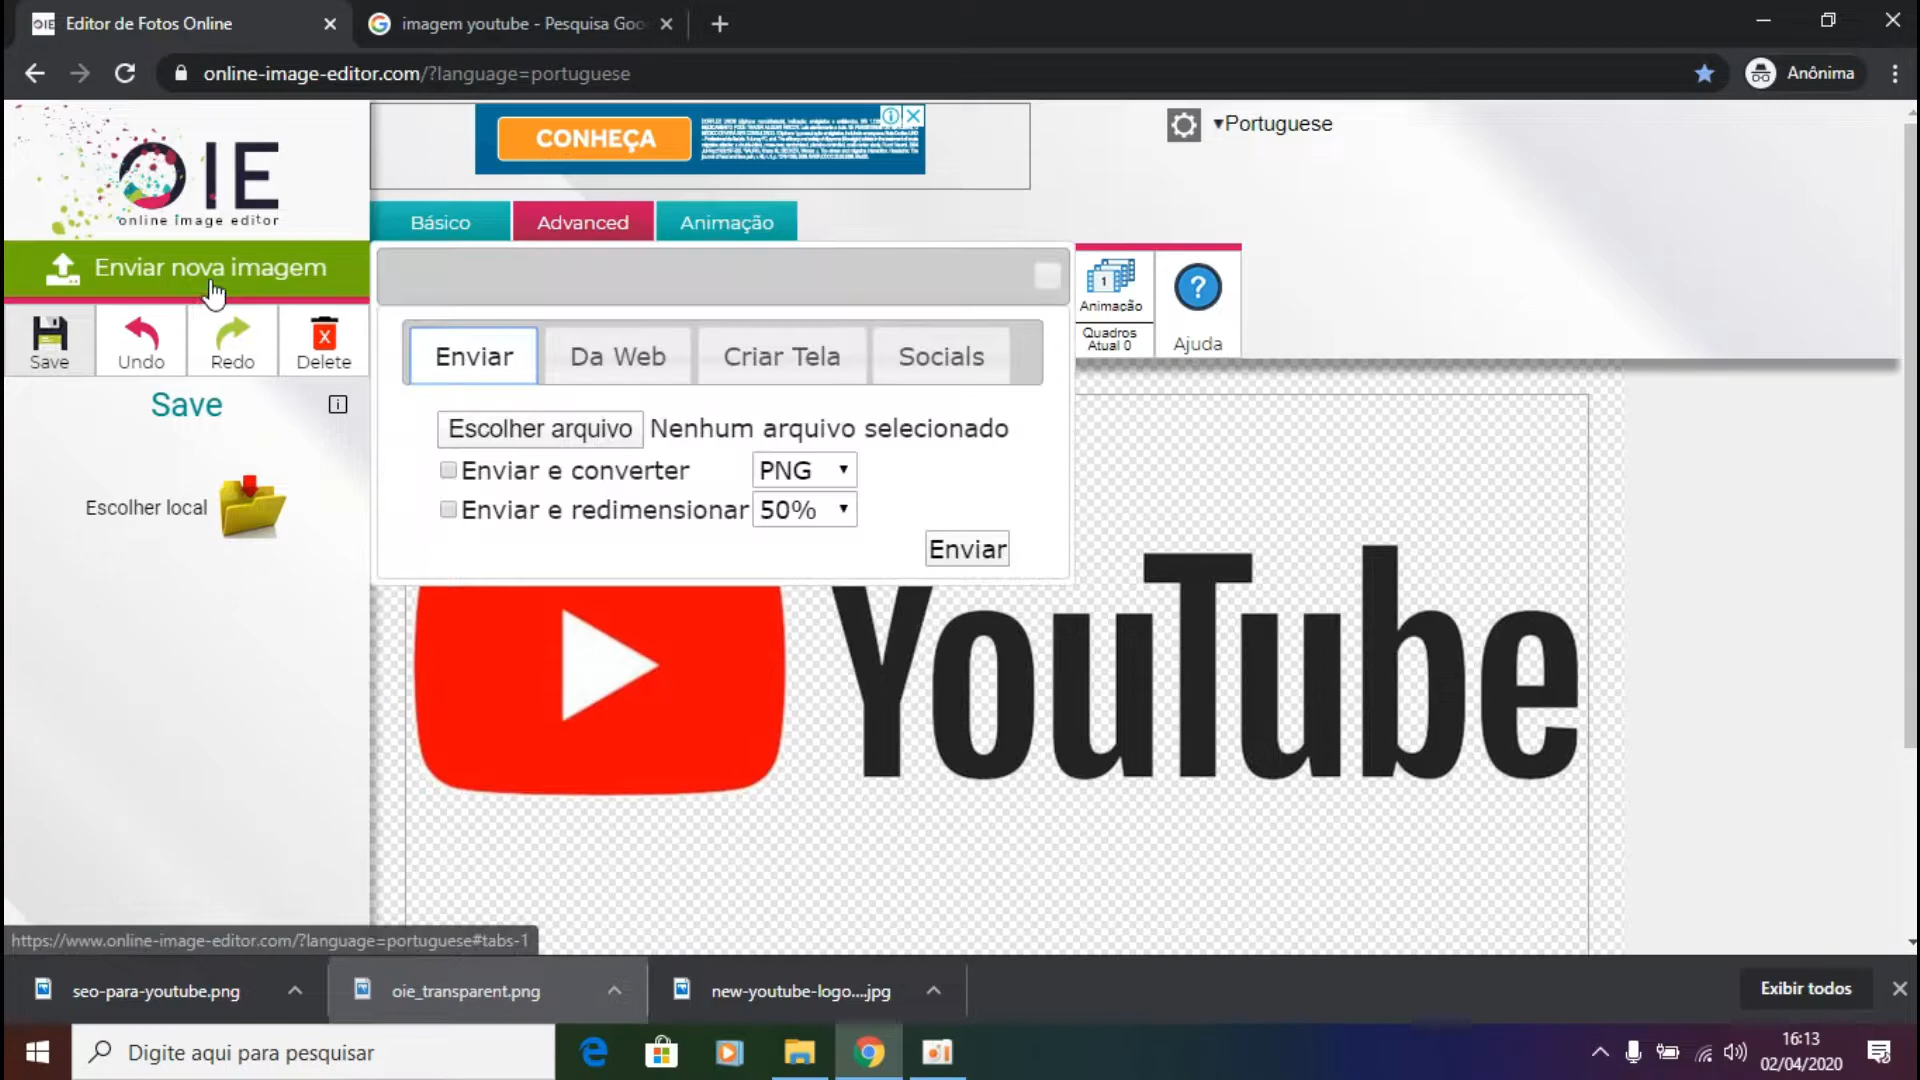 OIE Editor de Fotos Online
imagem youtube - Pesquisa Goo
online-image-editor.com/?language=portuguese
Anônima
OIE
online image editor
CONHEÇA
▾Portuguese
Básico
Advanced
Animação
Enviar nova imagem
Save
Undo
Redo
Delete
1
Animação
Quadros
Atual 0
?
Ajuda
Enviar
Da Web
Criar Tela
Socials
Escolher arquivo Nenhum arquivo selecionado
Enviar e converter PNG
Enviar e redimensionar 50%
Enviar
Save
i
Escolher local
YouTube
https://www.online-image-editor.com/?language=portuguese#tabs-1
seo-para-youtube.png
oie_transparent.png
new-youtube-logo....jpg
Exibir todos
Digite aqui para pesquisar
16:13
02/04/2020